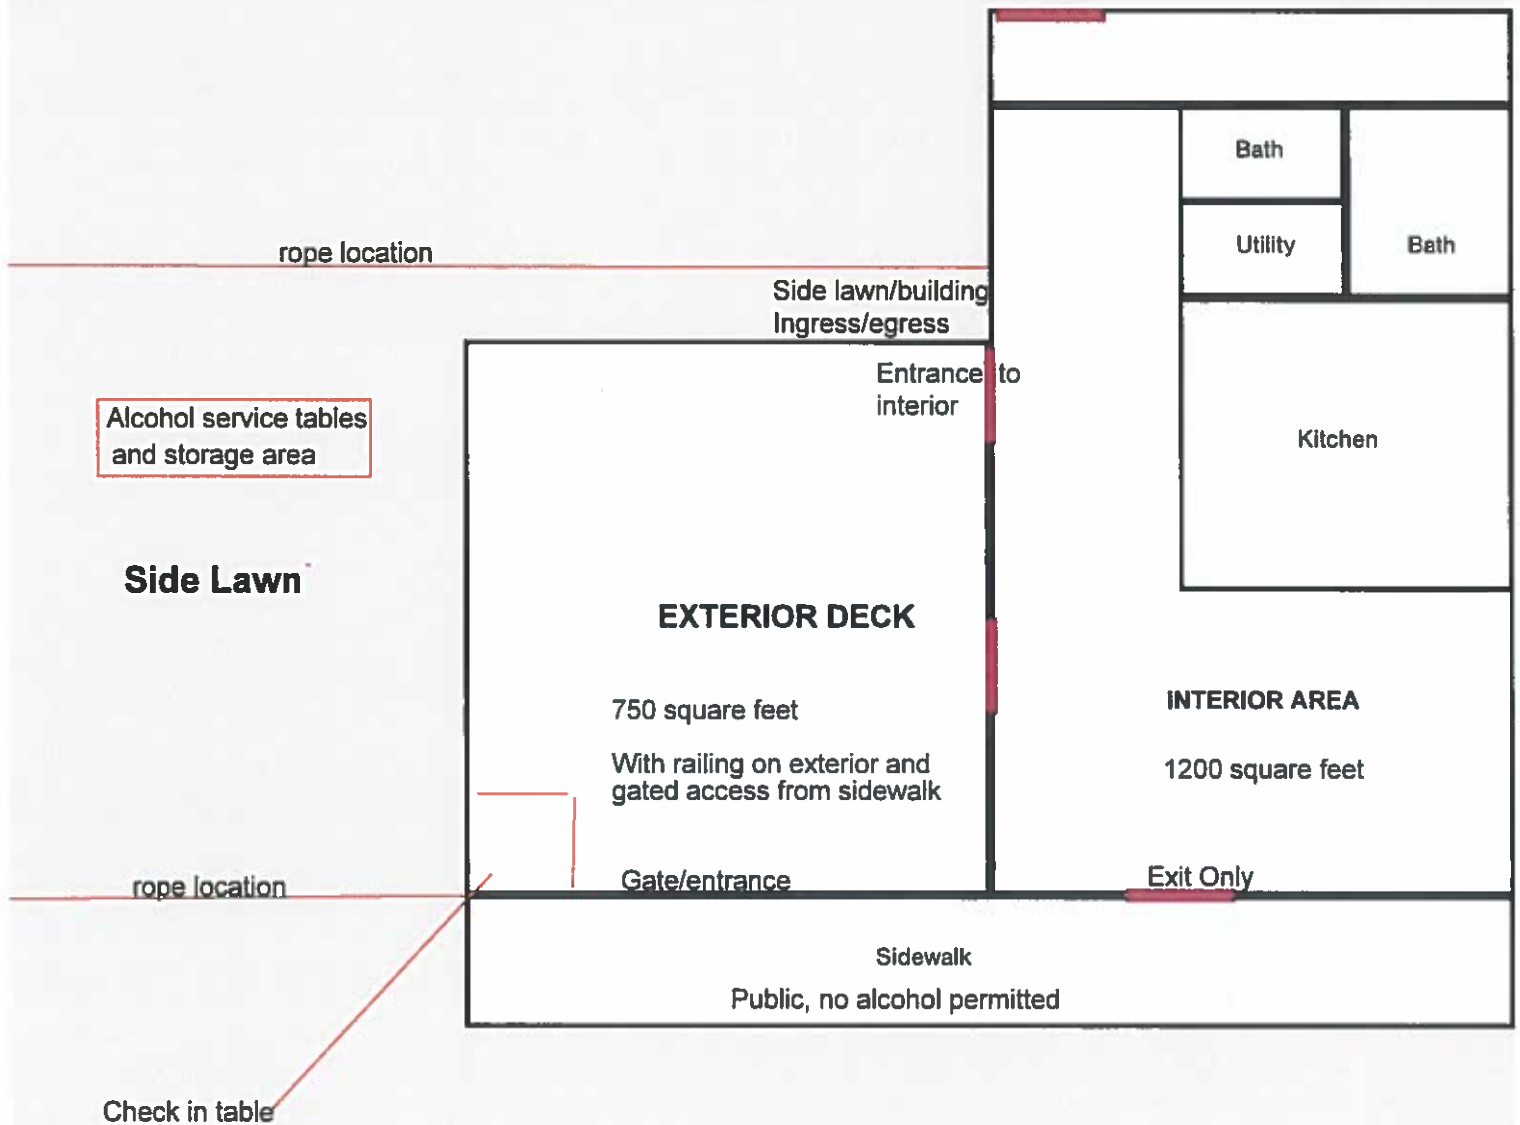 Bath
Utility
Bath
rope location
Side lawn/building
Ingress/egress
Entrance to
interior
Alcohol service tables
and storage area
Kitchen
Side Lawn
EXTERIOR DECK
750 square feet
With railing on exterior and
gated access from sidewalk
INTERIOR AREA
1200 square feet
rope location
Gate/entrance
Exit Only
Sidewalk
Public, no alcohol permitted
Check in table